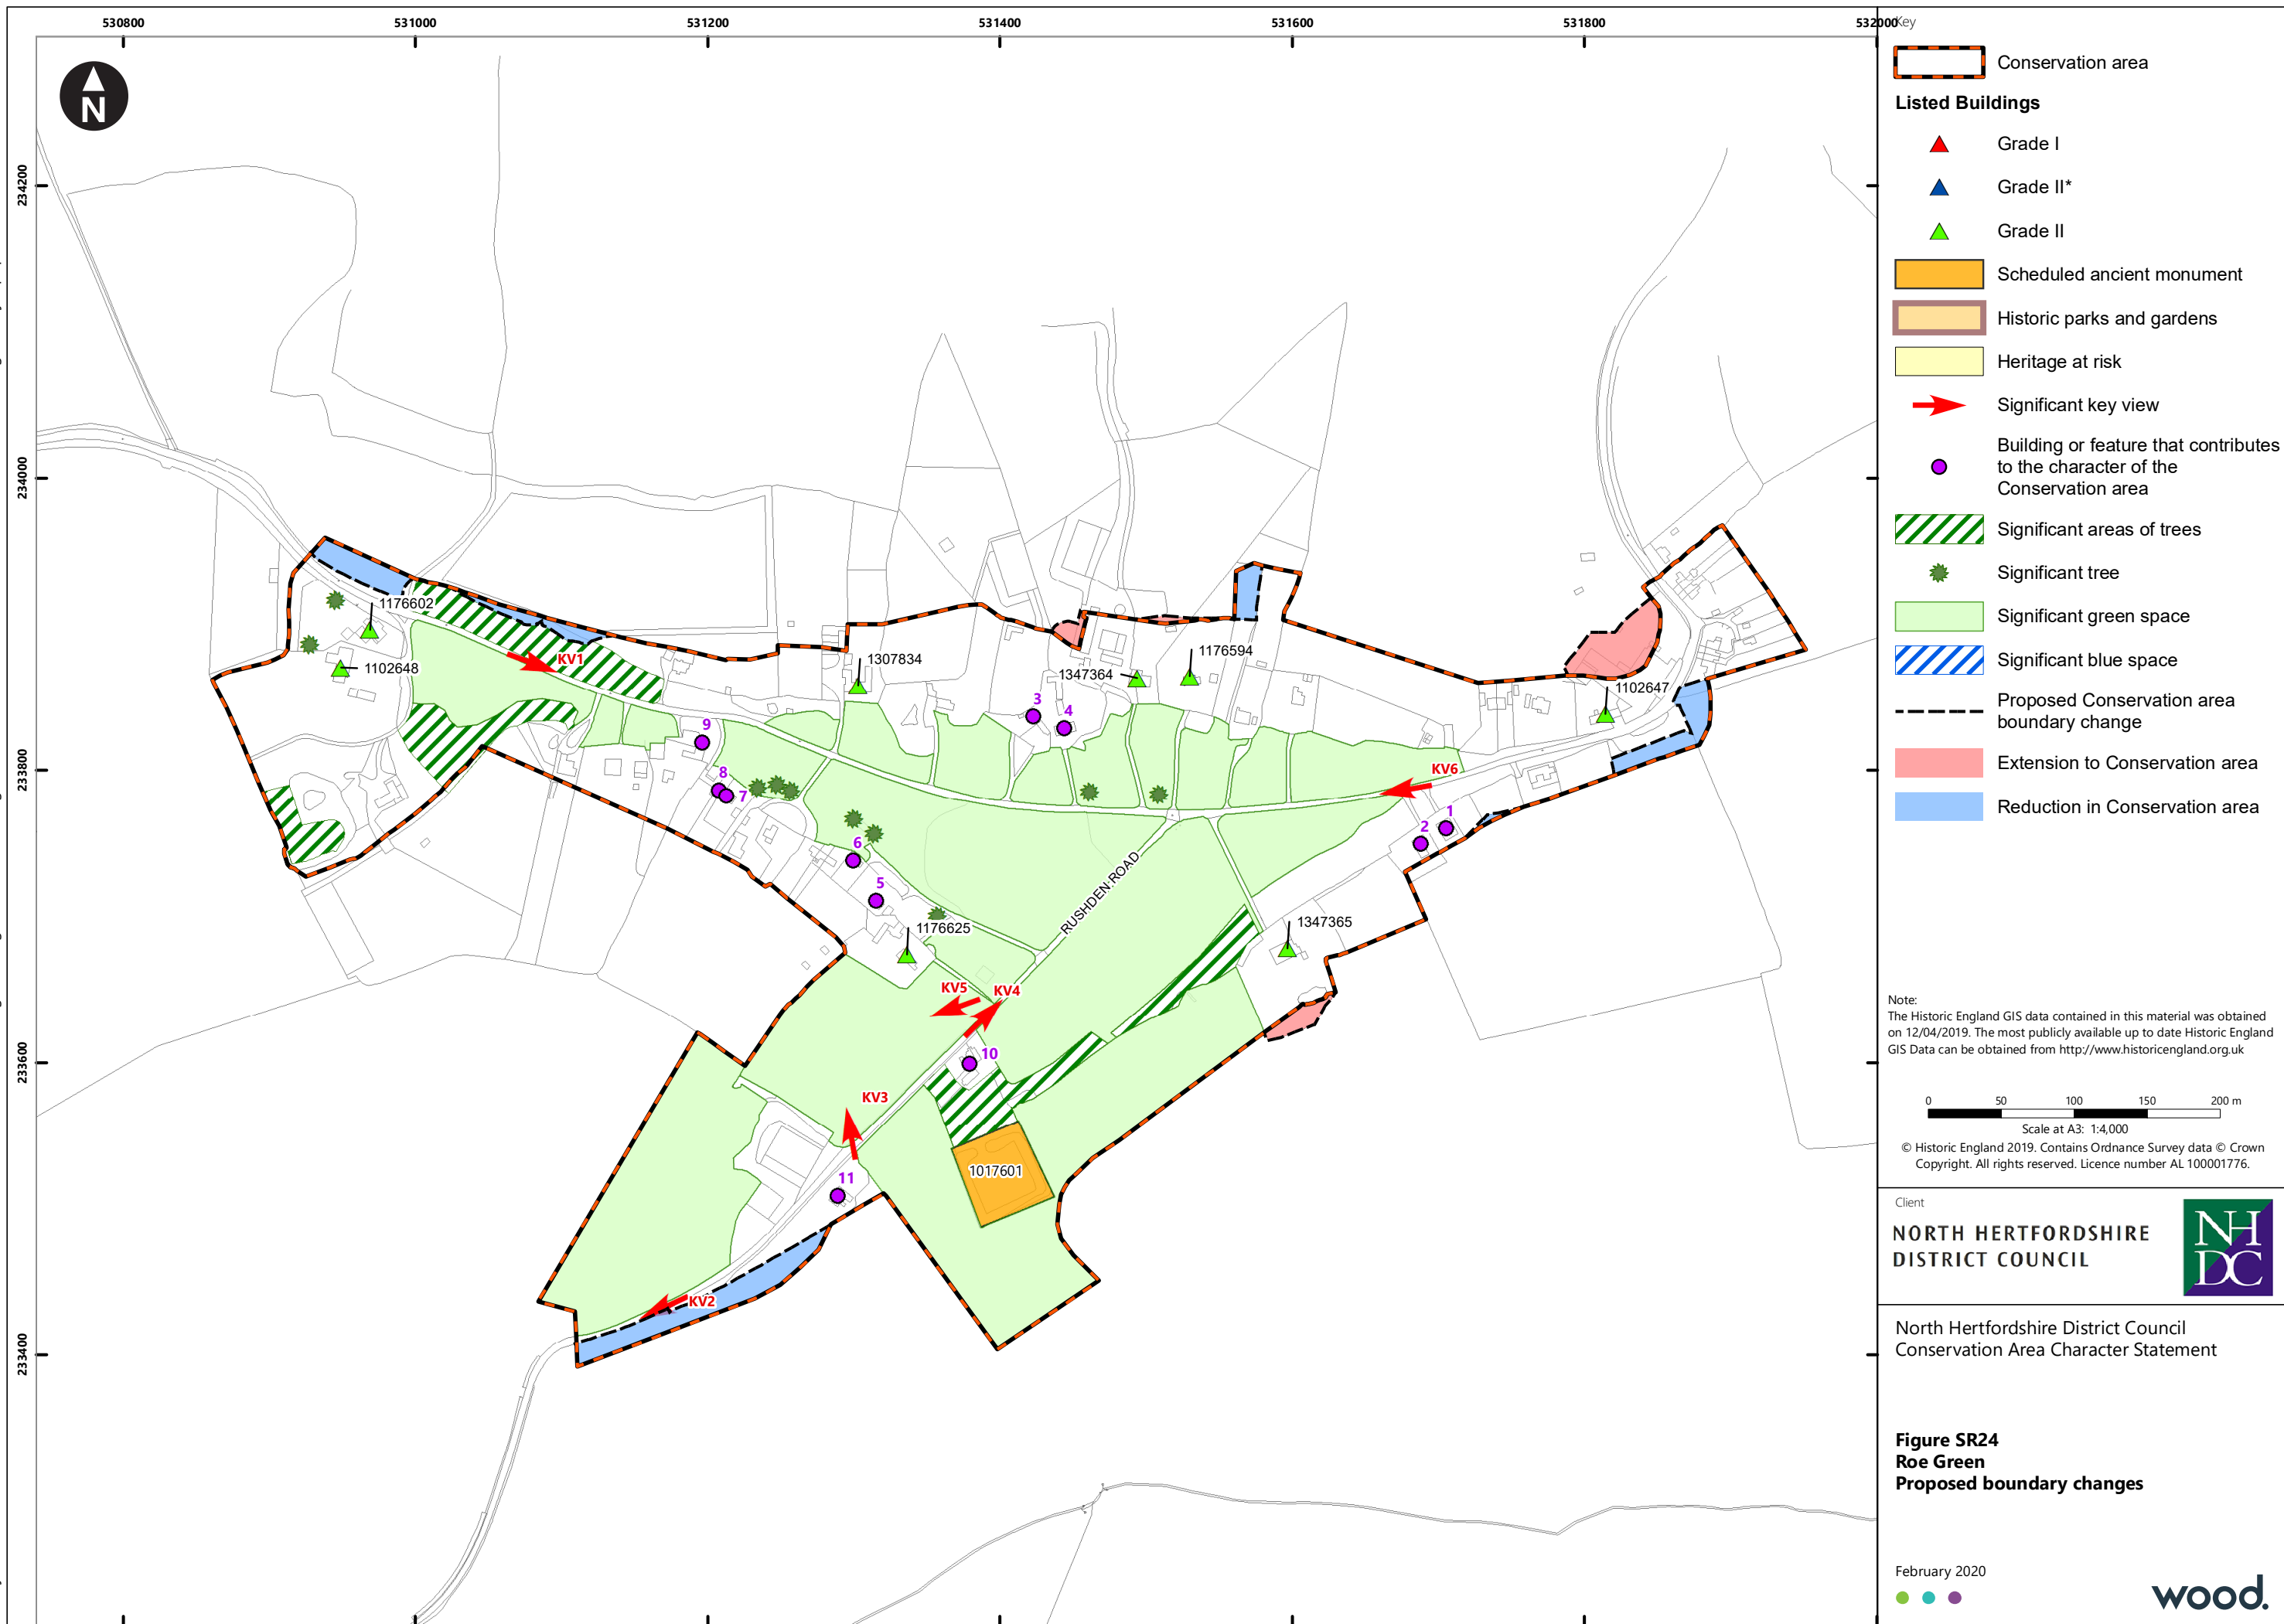 530800 531000 531200 531400 531600 531800 532000
234200
234000
233800
233600
233400
N
1176602
1102648
KV1
1307834
1347364
1176594
1102647
3
4
9
8
7
KV6
1
2
6
5
RUSHDEN ROAD
1176625
1347365
KV5
KV4
10
KV3
1017601
11
KV2
Key
Conservation area
Listed Buildings
Grade I
Grade II*
Grade II
Scheduled ancient monument
Historic parks and gardens
Heritage at risk
Significant key view
Building or feature that contributes
to the character of the
Conservation area
Significant areas of trees
Significant tree
Significant green space
Significant blue space
Proposed Conservation area
boundary change
Extension to Conservation area
Reduction in Conservation area
Note:
The Historic England GIS data contained in this material was obtained
on 12/04/2019. The most publicly available up to date Historic England
GIS Data can be obtained from http://www.historicengland.org.uk
0 50 100 150 200 m
Scale at A3: 1:4,000
© Historic England 2019. Contains Ordnance Survey data © Crown
Copyright. All rights reserved. Licence number AL 100001776.
Client
NORTH HERTFORDSHIRE
DISTRICT COUNCIL
NH
DC
North Hertfordshire District Council
Conservation Area Character Statement
Figure SR24
Roe Green
Proposed boundary changes
February 2020
wood.